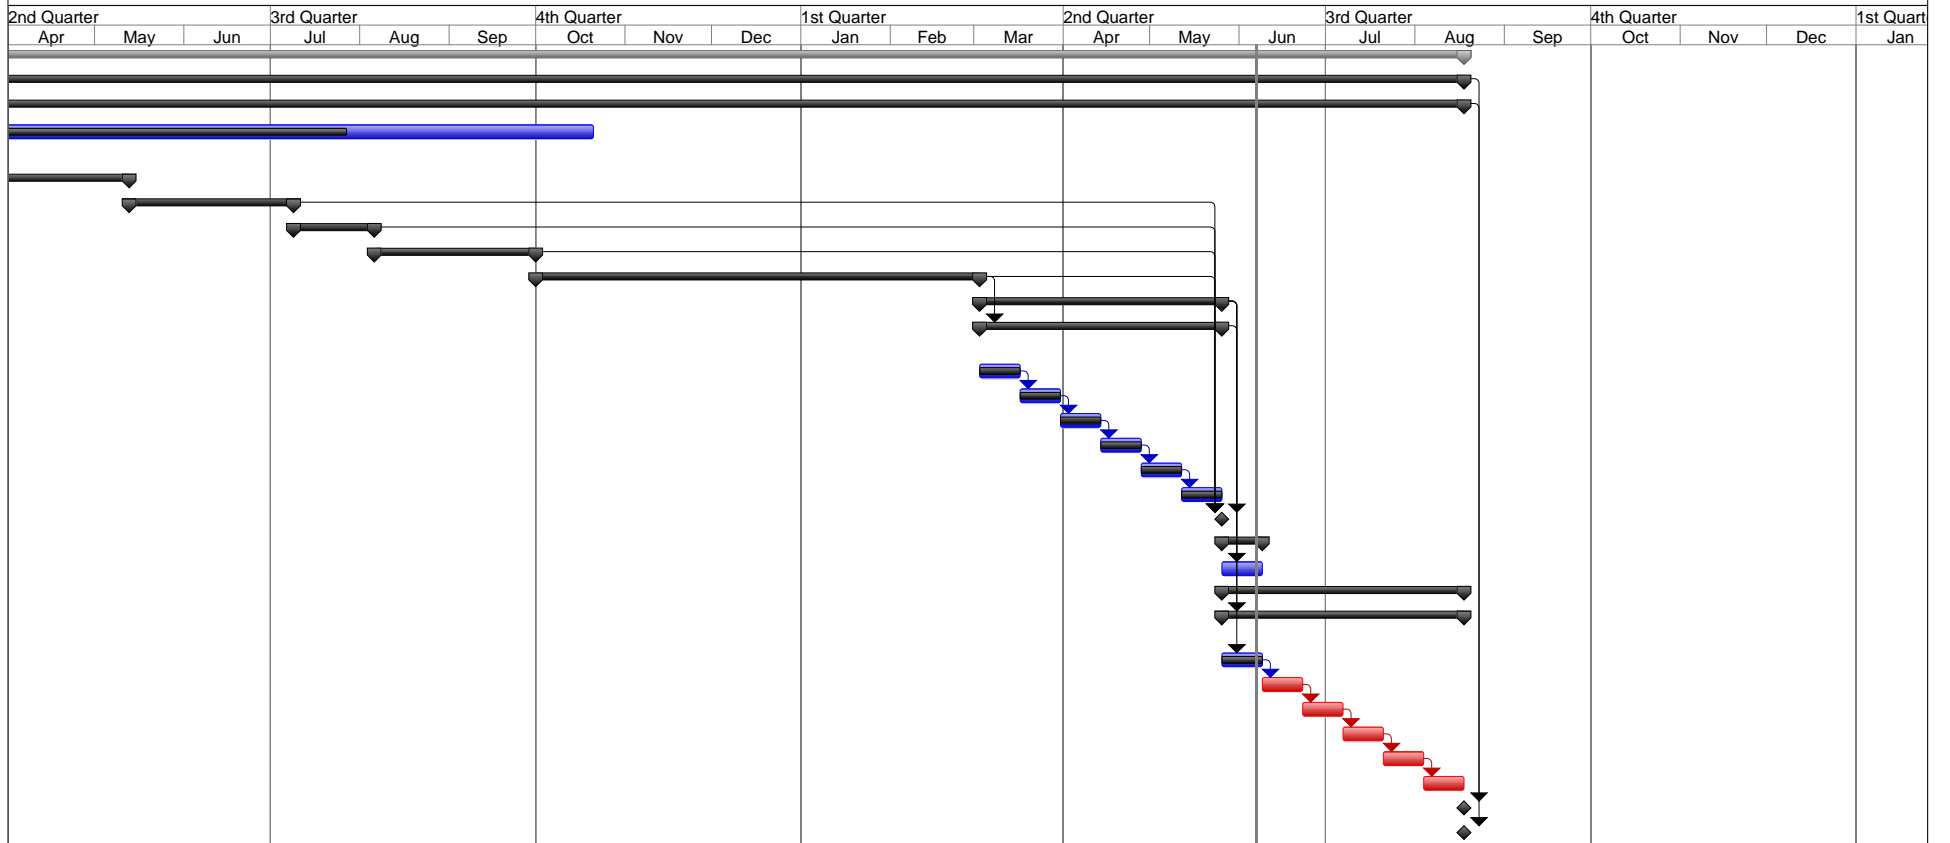 2nd Quarter 3rd Quarter 4th Quarter 1st Quarter 2nd Quarter 3rd Quarter 4th Quarter 1st Quart
Apr May Jun Jul Aug Sep Oct Nov Dec Jan Feb Mar Apr May Jun Jul Aug Sep Oct Nov Dec Jan